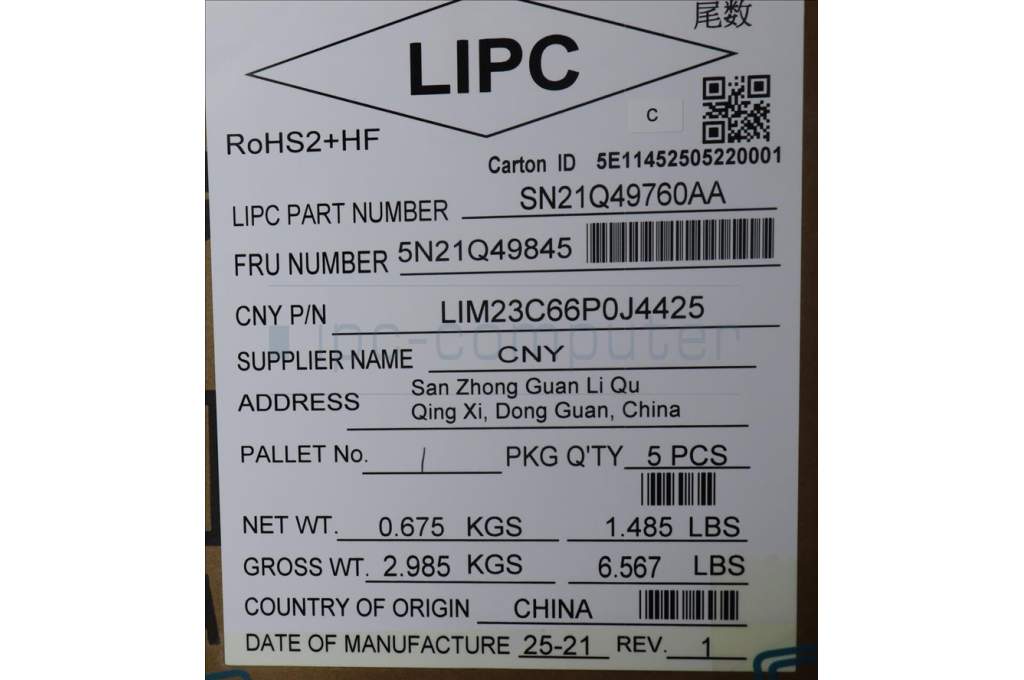 尾数
LIPC
C
RoHS2+HF
Carton ID 5E11452505220001
LIPC PART NUMBER SN21Q49760AA
FRU NUMBER 5N21Q49845
CNY P/N LIM23C66P0J4425
ipc-computer
SUPPLIER NAME CNY
ADDRESS San Zhong Guan Li Qu
Qing Xi, Dong Guan, China
PALLET No. / PKG Q'TY 5 PCS
NET WT. 0.675 KGS 1.485 LBS
GROSS WT. 2.985 KGS 6.567 LBS
COUNTRY OF ORIGIN CHINA
DATE OF MANUFACTURE 25-21 REV. 1